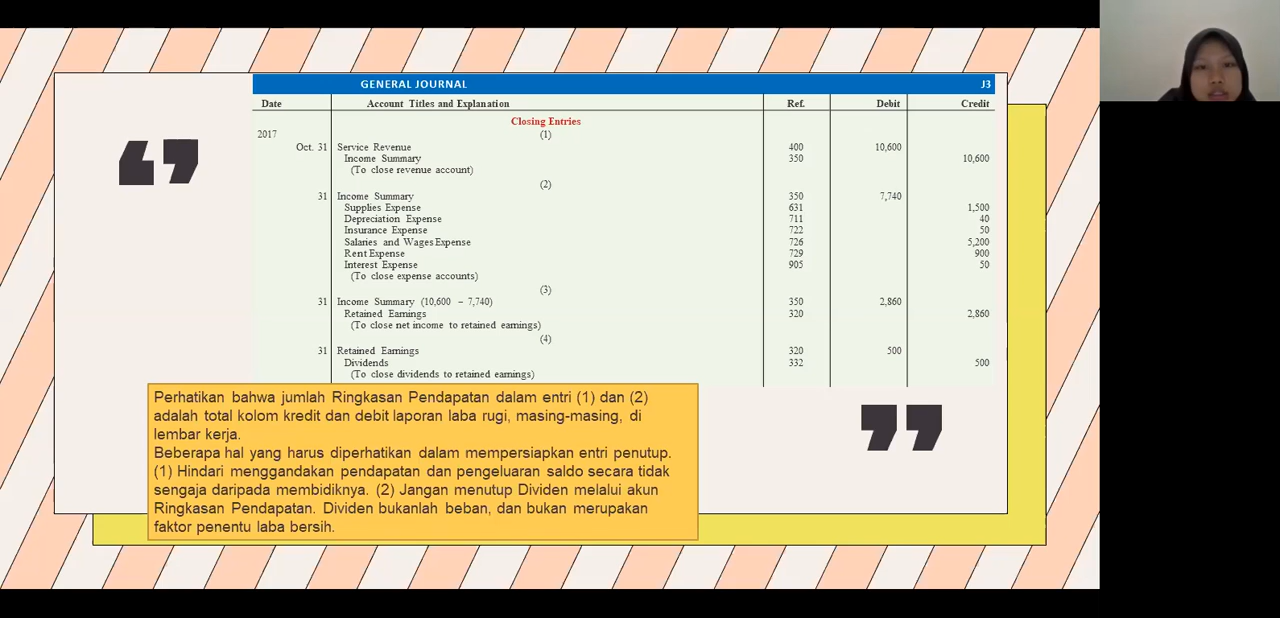 GENERAL JOURNAL J3
Date Account Titles and Explanation Ref. Debit Credit
Closing Entries
2017 (1)
Oct. 31 Service Revenue 400 10,600
Income Summary 350 10,600
(To close revenue account)
(2)
31 Income Summary 350 7,740
Supplies Expense 631 1,500
Depreciation Expense 711 40
Insurance Expense 722 50
Salaries and Wages Expense 726 5,200
Rent Expense 729 900
Interest Expense 905 50
(To close expense accounts)
(3)
31 Income Summary (10,600 – 7,740) 350 2,860
Retained Earnings 320 2,860
(To close net income to retained earnings)
(4)
31 Retained Earnings 320 500
Dividends 332 500
(To close dividends to retained earnings)
Perhatikan bahwa jumlah Ringkasan Pendapatan dalam entri (1) dan (2)
adalah total kolom kredit dan debit laporan laba rugi, masing-masing, di
lembar kerja.
Beberapa hal yang harus diperhatikan dalam mempersiapkan entri penutup.
(1) Hindari menggandakan pendapatan dan pengeluaran saldo secara tidak
sengaja daripada membidiknya. (2) Jangan menutup Dividen melalui akun
Ringkasan Pendapatan. Dividen bukanlah beban, dan bukan merupakan
faktor penentu laba bersih.